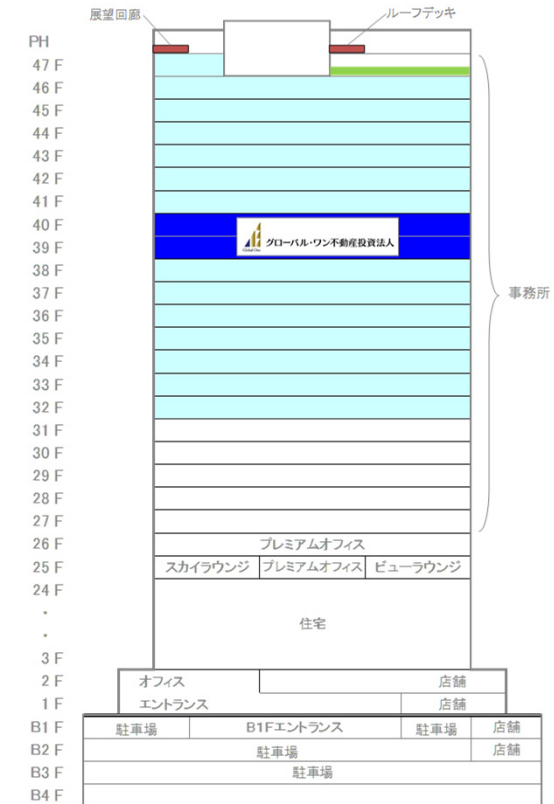 展望回廊
ルーフデッキ
PH
47 F
46 F
45 F
44 F
43 F
42 F
41 F
40 F
Global One
グローバル・ワン不動産投資法人
39 F
38 F
37 F
事務所
36 F
35 F
34 F
33 F
32 F
31 F
30 F
29 F
28 F
27 F
26 F プレミアムオフィス
25 F スカイラウンジ プレミアムオフィス ビューラウンジ
24 F
・
住宅
・
3 F
2 F オフィス 店舗
1 F エントランス 店舗
B1 F 駐車場 B1Fエントランス 駐車場 店舗
B2 F 駐車場 店舗
B3 F 駐車場
B4 F